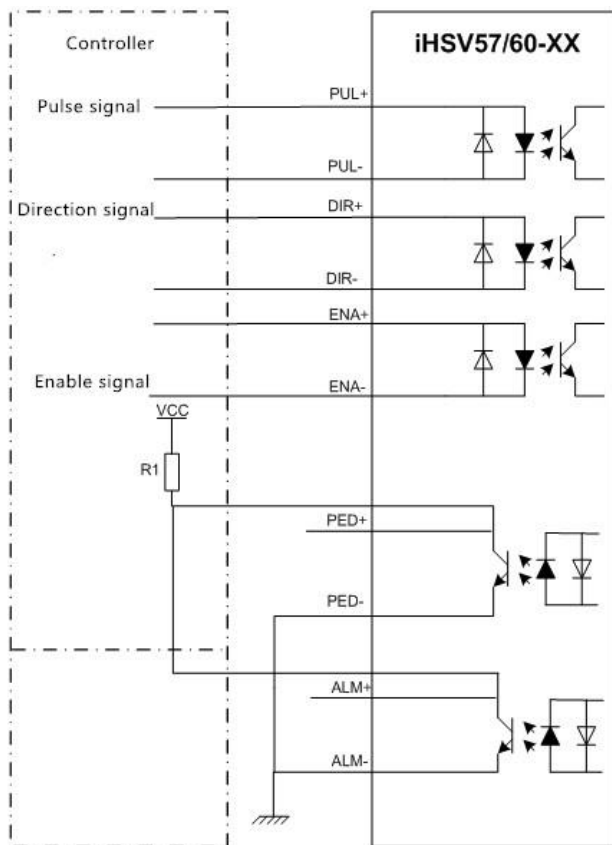 Controller
iHSV57/60-XX
PUL+
Pulse signal
PUL-
Direction signal
DIR+
DIR-
ENA+
Enable signal
ENA-
VCC
R1
PED+
PED-
ALM+
ALM-